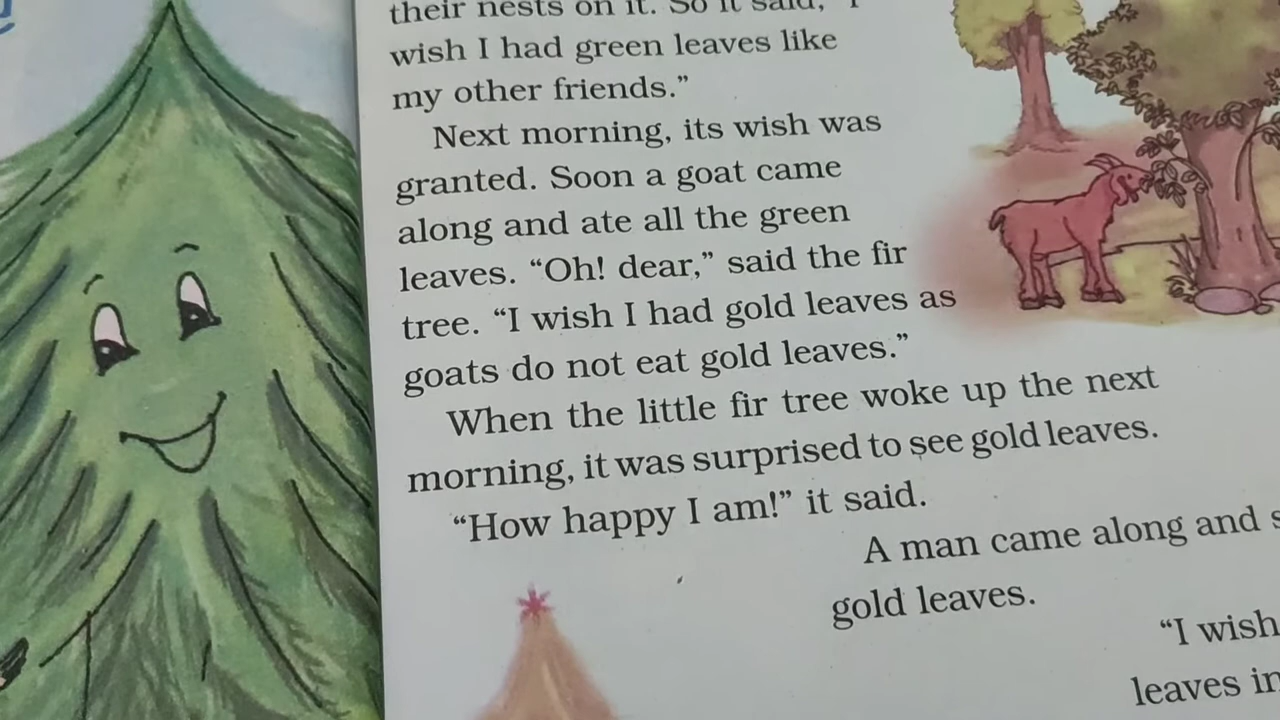 their nests on it. So it said, "I
wish I had green leaves like
my other friends."
Next morning, its wish was
granted. Soon a goat came
along and ate all the green
leaves. "Oh! dear," said the fir
tree. "I wish I had gold leaves as
goats do not eat gold leaves."
When the little fir tree woke up the next
morning, it was surprised to see gold leaves.
"How happy I am!" it said.
A man came along and
gold leaves.
"I wish
leaves